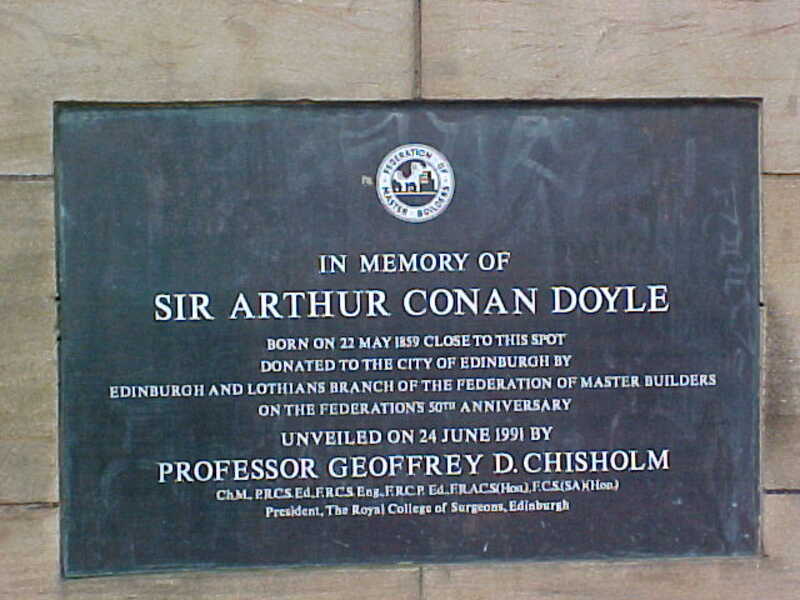 FEDERATION OF
MASTER BUILDERS
IN MEMORY OF
SIR ARTHUR CONAN DOYLE
BORN ON 22 MAY 1859 CLOSE TO THIS SPOT
DONATED TO THE CITY OF EDINBURGH BY
EDINBURGH AND LOTHIANS BRANCH OF THE FEDERATION OF MASTER BUILDERS
ON THE FEDERATION'S 50TH ANNIVERSARY
UNVEILED ON 24 JUNE 1991 BY
PROFESSOR GEOFFREY D. CHISHOLM
Ch.M., P.R.C.S. Ed., F.R.C.S. Eng., F.R.C.P. Ed., F.R.A.C.S.(Hon.), F.C.S.(SA)(Hon.)
President, The Royal College of Surgeons, Edinburgh